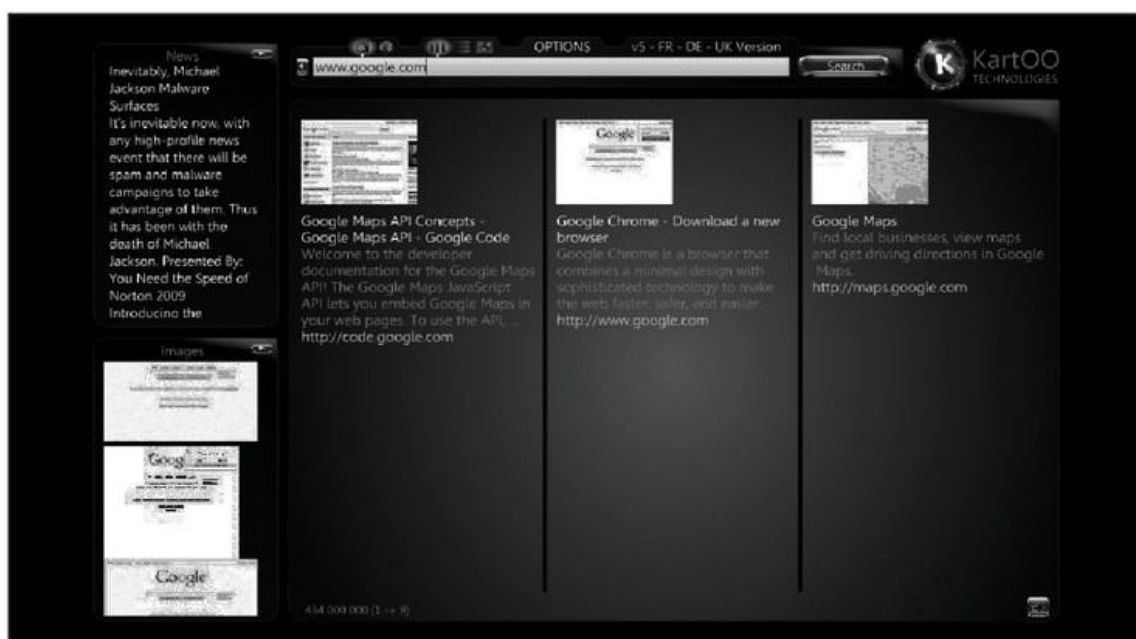 News
Inevitably, Michael
Jackson Malware
Surfaces
It's inevitable now, with
any high-profile news
event that there will be
spam and malware
campaigns to take
advantage of them. Thus
it has been with the
death of Michael
Jackson. Presented By:
You Need the Speed of
Norton 2009
Introducing the
Images
Google
OPTIONS
v5 - FR - DE - UK Version
www.google.com
Search
K
KartOO
TECHNOLOGIES
Google Maps API Concepts -
Google Maps API - Google Code
Welcome to the developer
documentation for the Google Maps
API! The Google Maps JavaScript
API lets you embed Google Maps in
your web pages. To use the API, ...
http://code.google.com
Google
Google Chrome - Download a new
browser
Google Chrome is a browser that
combines a minimal design with
sophisticated technology to make
the web faster, safer, and easier.
http://www.google.com
Google Maps
Find local businesses, view maps
and get driving directions in Google
Maps.
http://maps.google.com
434 000 000 (1 -> 9)